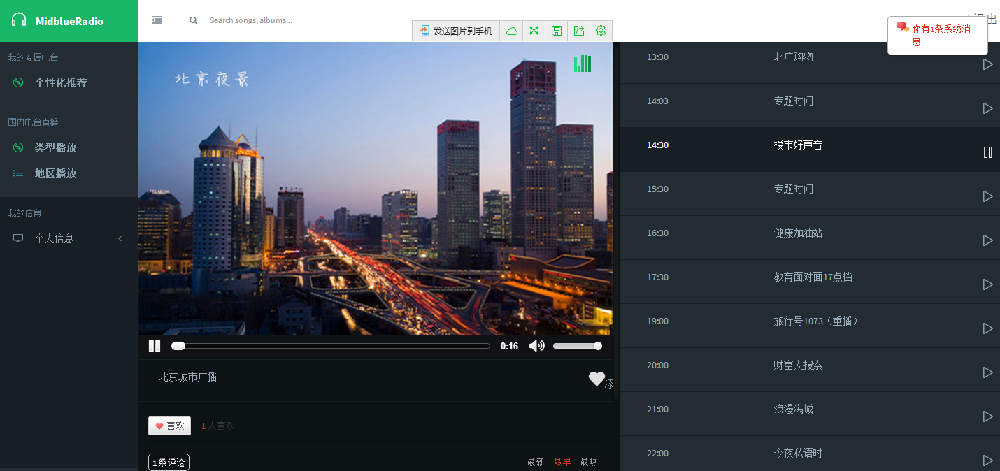 MidblueRadio
Search songs, albums...
发送图片到手机
你有1条系统消
息
出
我的专属电台
个性化推荐
国内电台直播
类型播放
地区播放
我的信息
个人信息
北京夜景
0:16
北京城市广播
添
喜欢
1 人喜欢
1条评论
最新 最早 最热
13:30 北广购物
14:03 专题时间
14:30 楼市好声音
15:30 专题时间
16:30 健康加油站
17:30 教育面对面17点档
19:00 旅行号1073（重播）
20:00 财富大搜索
21:00 浪漫满城
22:00 今夜私语时